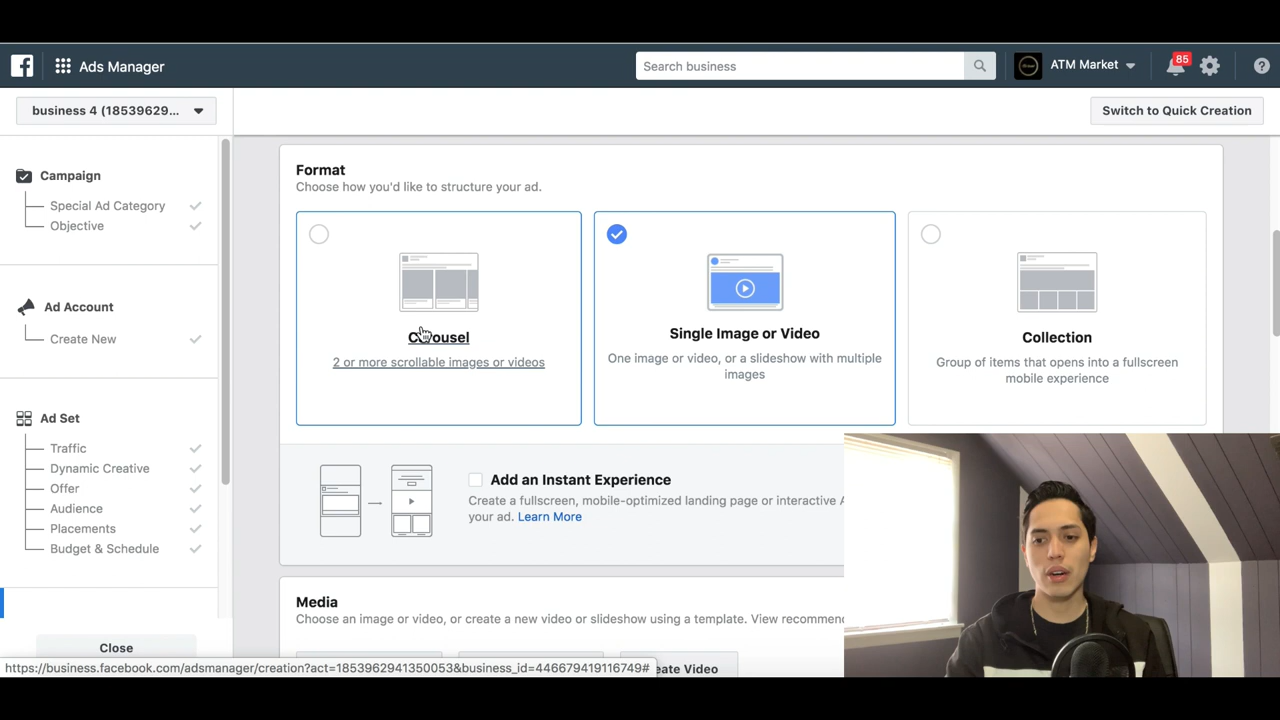 Ads Manager
Search business
ATM Market
85
business 4 (18539629...
Switch to Quick Creation
Campaign
Special Ad Category
Objective
Ad Account
Create New
Ad Set
Traffic
Dynamic Creative
Offer
Audience
Placements
Budget & Schedule
Close
Format
Choose how you'd like to structure your ad.
Carousel
2 or more scrollable images or videos
Single Image or Video
One image or video, or a slideshow with multiple
images
Collection
Group of items that opens into a fullscreen
mobile experience
Add an Instant Experience
Create a fullscreen, mobile-optimized landing page or interactive
your ad. Learn More
Media
Choose an image or video, or create a new video or slideshow using a template. View
eate Video
https://business.facebook.com/adsmanager/creation?act=1853962941350053&business_id=446679419116749#